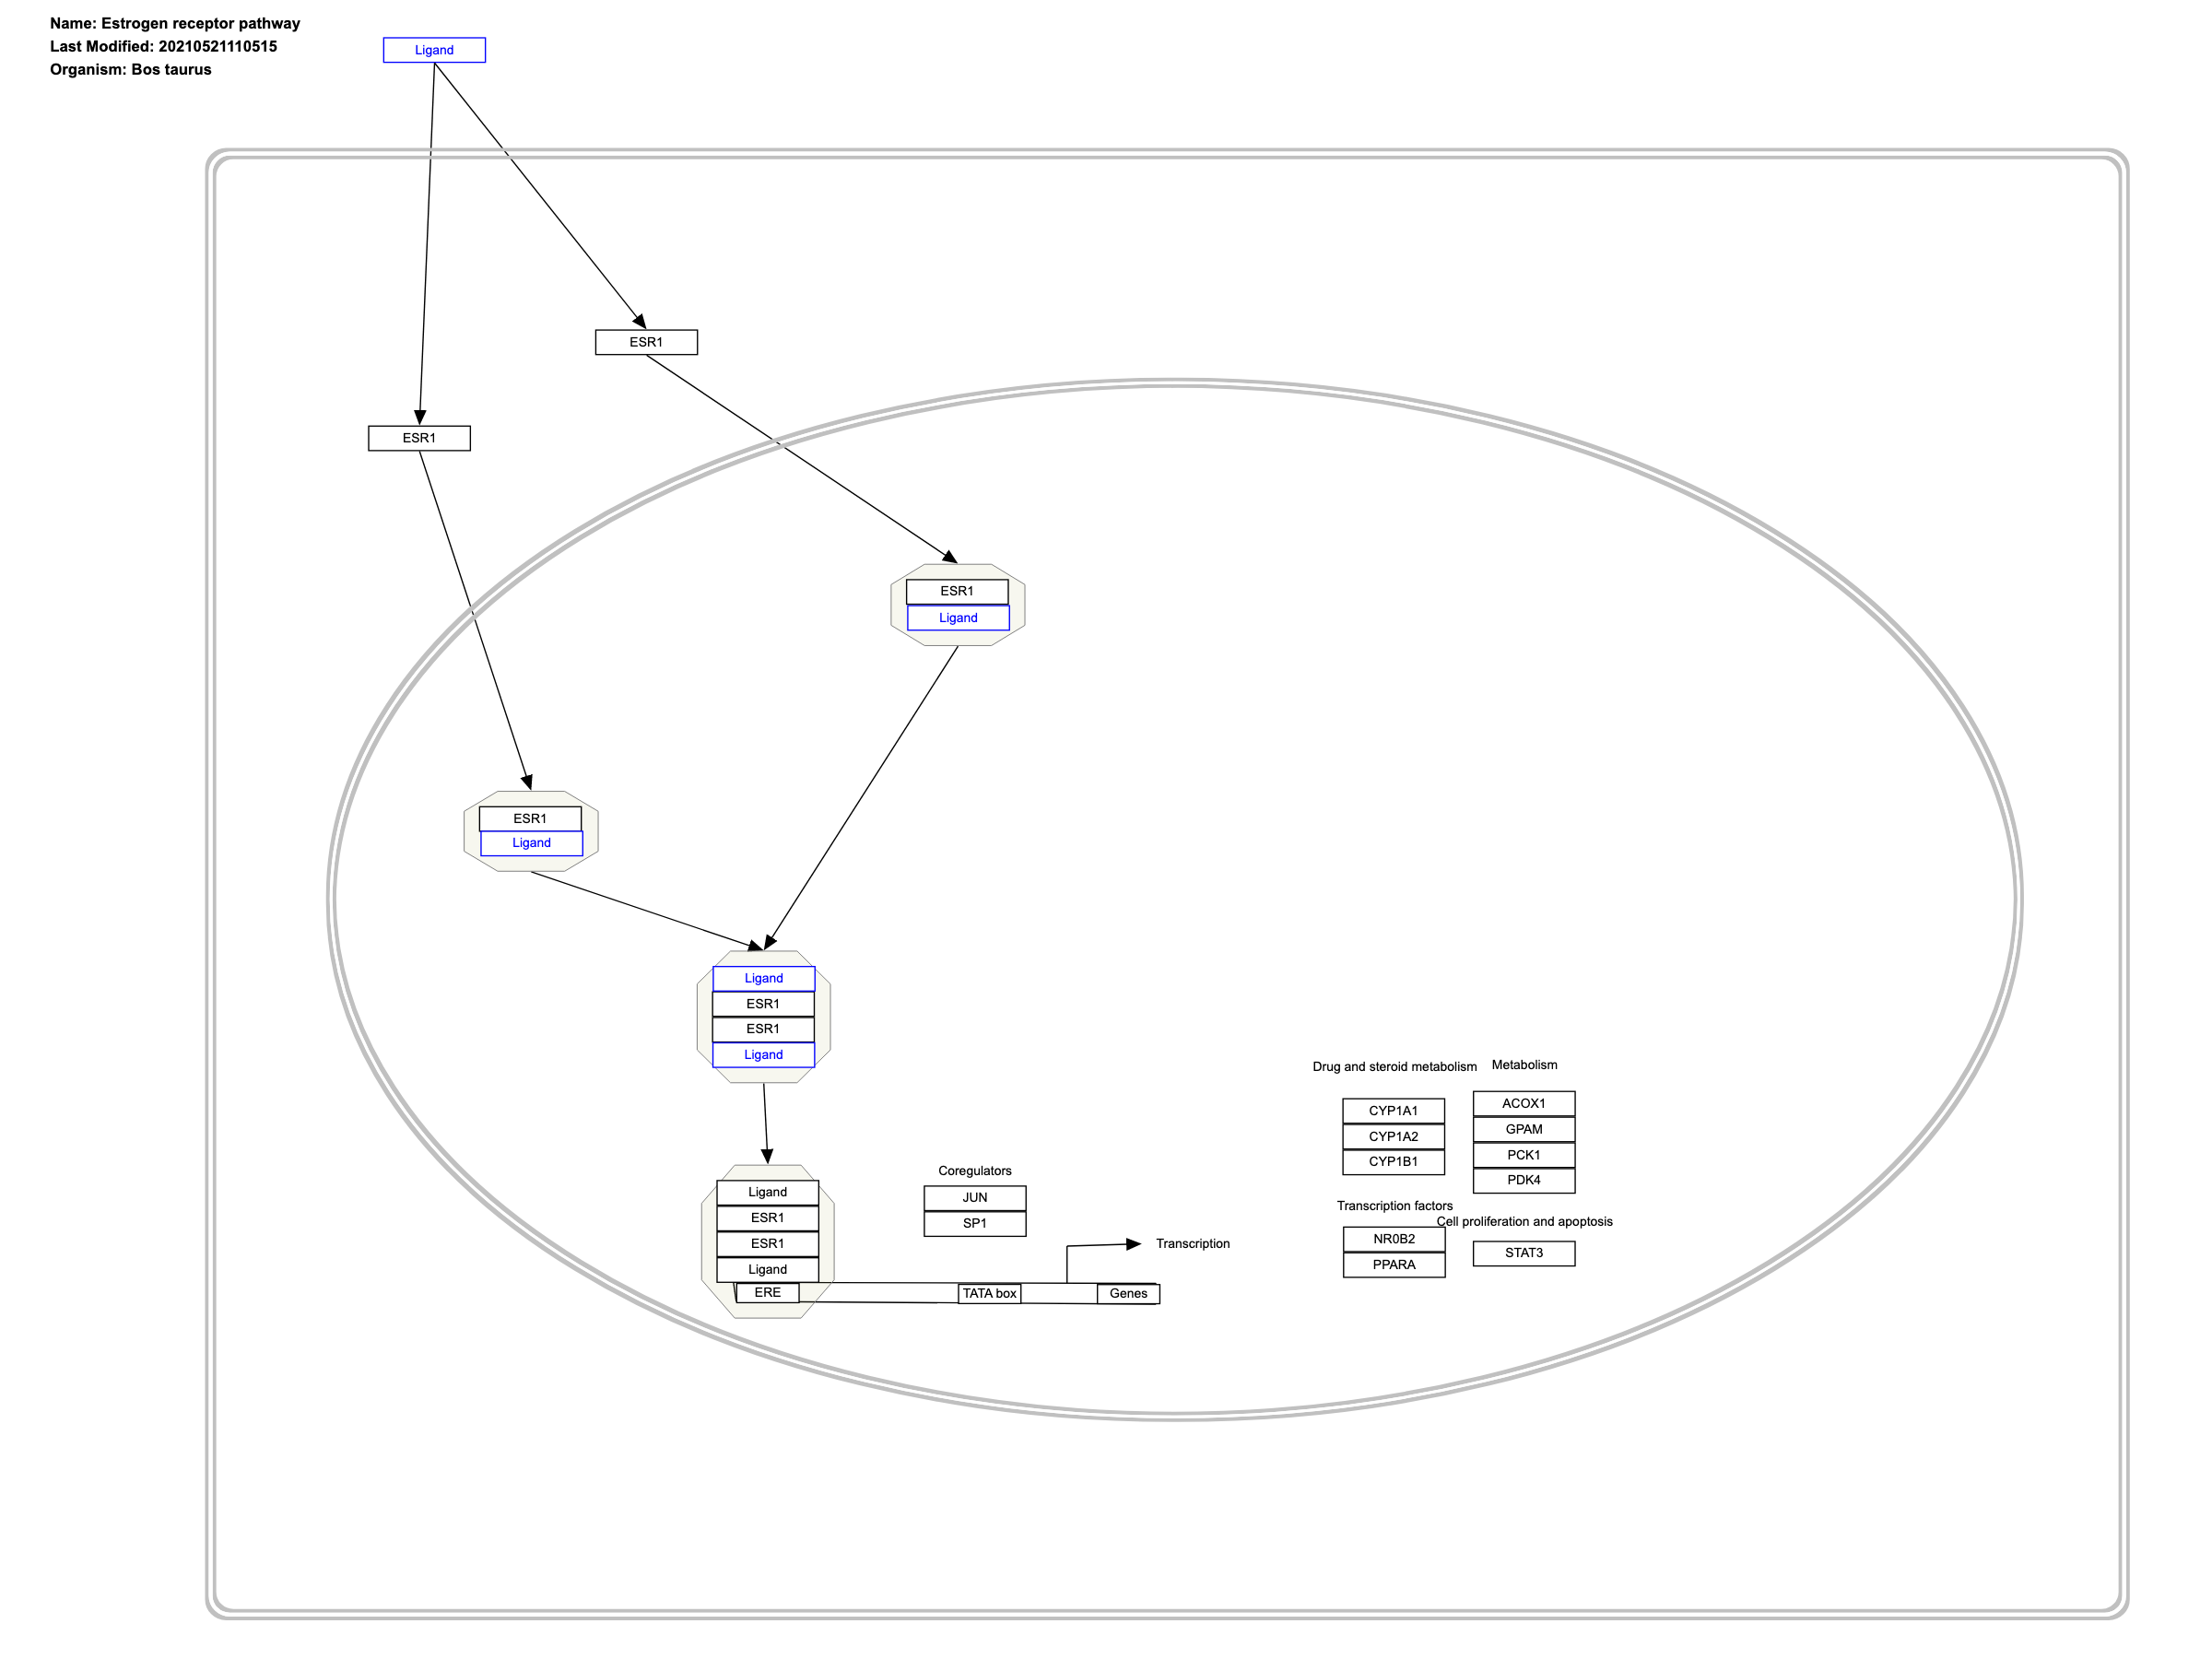 Name: Estrogen receptor pathway
Last Modified: 20210521110515
Organism: Bos taurus
Ligand
ESR1
ESR1
ESR1
Ligand
ESR1
Ligand
Ligand
ESR1
ESR1
Ligand
Ligand
ESR1
ESR1
Ligand
ERE
Coregulators
JUN
SP1
Transcription
TATA box
Genes
Drug and steroid metabolism
CYP1A1
CYP1A2
CYP1B1
Metabolism
ACOX1
GPAM
PCK1
PDK4
Transcription factors
NR0B2
PPARA
Cell proliferation and apoptosis
STAT3